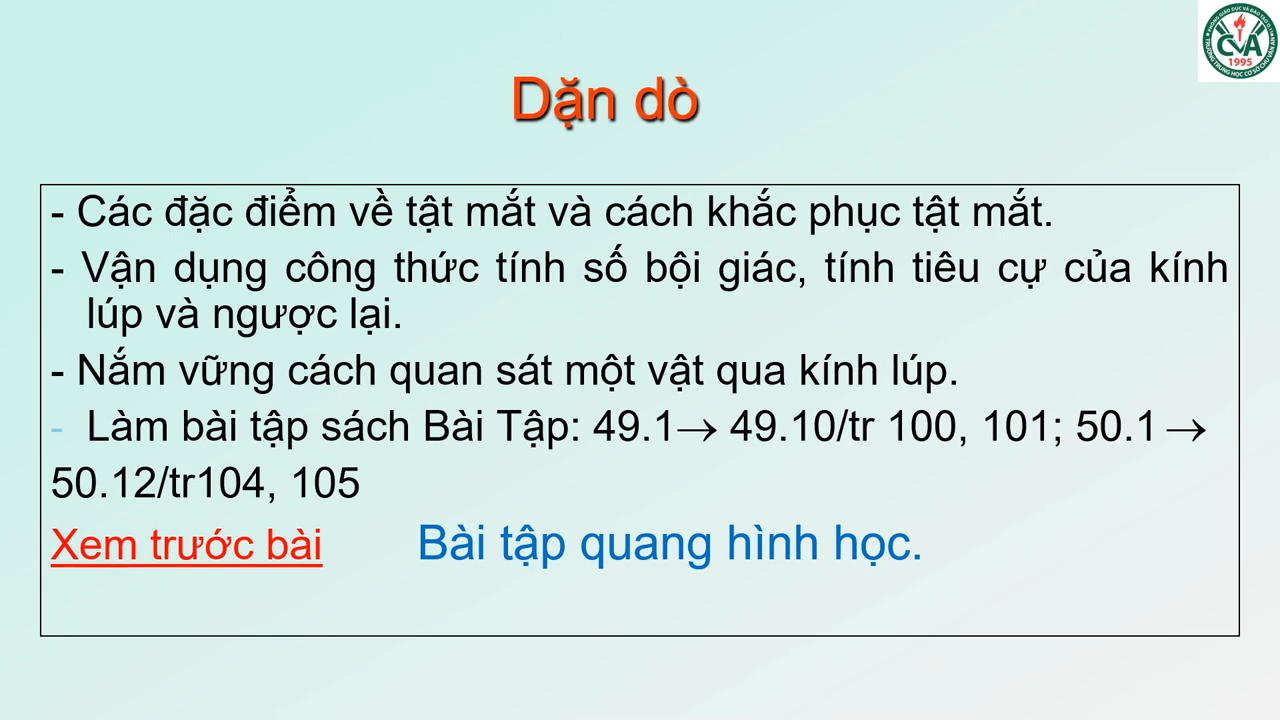 CVA
1995
Dặn dò
- Các đặc điểm về tật mắt và cách khắc phục tật mắt.
- Vận dụng công thức tính số bội giác, tính tiêu cự của kính
lúp và ngược lại.
- Nắm vững cách quan sát một vật qua kính lúp.
- Làm bài tập sách Bài Tập: 49.1→ 49.10/tr 100, 101; 50.1 →
50.12/tr104, 105
Xem trước bài Bài tập quang hình học.